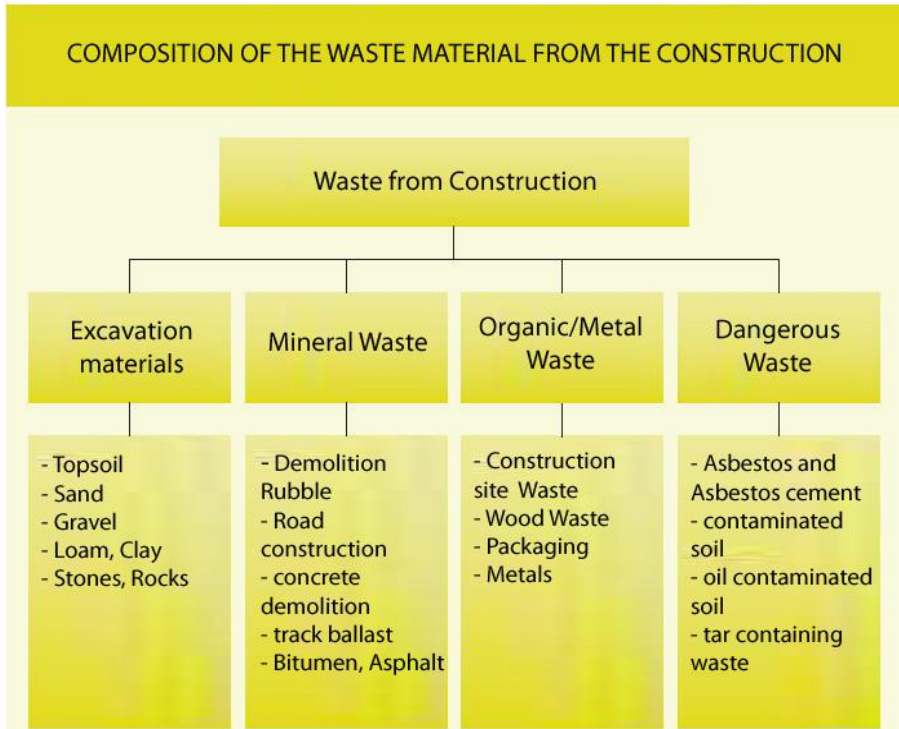 COMPOSITION OF THE WASTE MATERIAL FROM THE CONSTRUCTION
Waste from Construction
Excavation
materials
Mineral Waste
Organic/Metal
Waste
Dangerous
Waste
- Topsoil
- Sand
- Gravel
- Loam, Clay
- Stones, Rocks
- Demolition
Rubble
- Road
construction
- concrete
demolition
- track ballast
- Bitumen, Asphalt
- Construction
site Waste
- Wood Waste
- Packaging
- Metals
- Asbestos and
Asbestos cement
- contaminated
soil
- oil contaminated
soil
- tar containing
waste